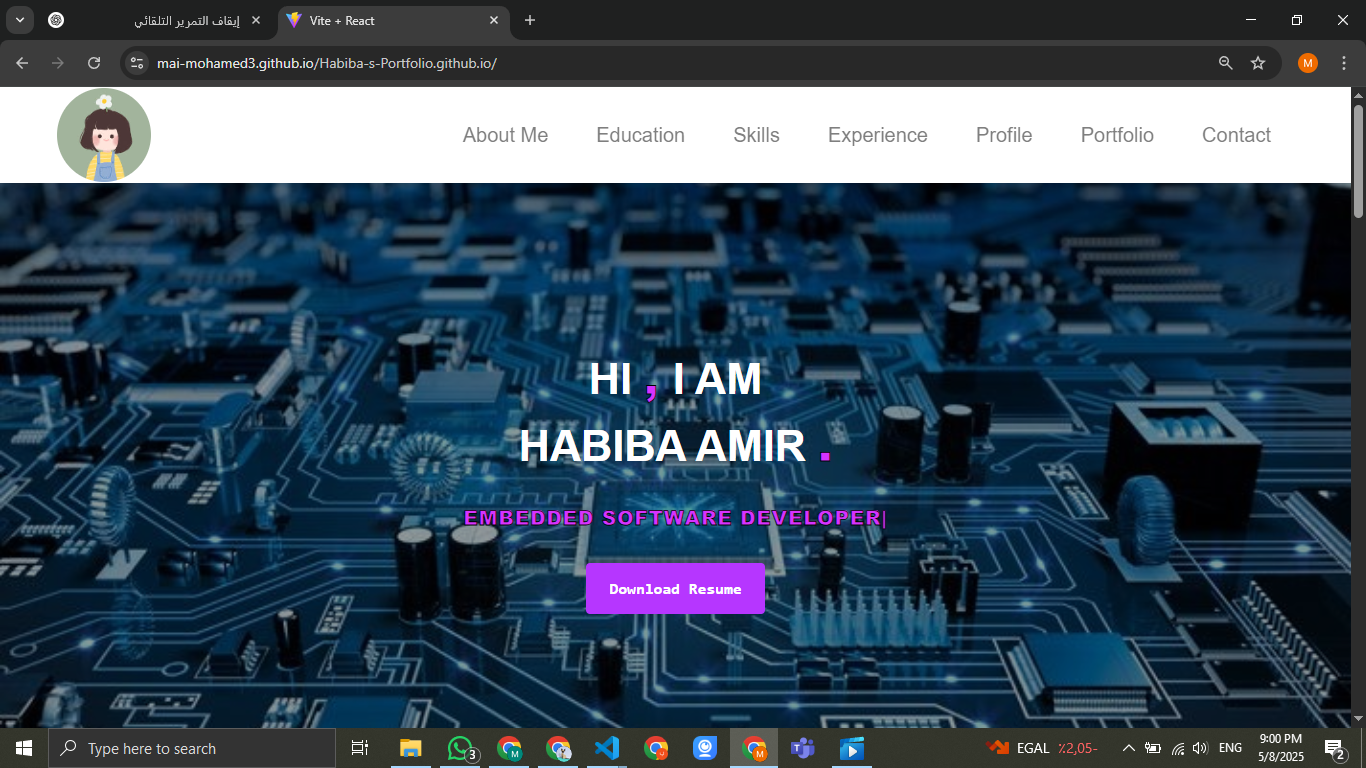 إيقاف التمرير التلقائي
Vite + React
mai-mohamed3.github.io/Habiba-s-Portfolio.github.io/
M
About Me Education Skills Experience Profile Portfolio Contact
HI , I AM
HABIBA AMIR .
EMBEDDED SOFTWARE DEVELOPER|
Download Resume
Type here to search
3
M
Y
M
EGAL ٪2,05-
ENG
9:00 PM
5/8/2025
2